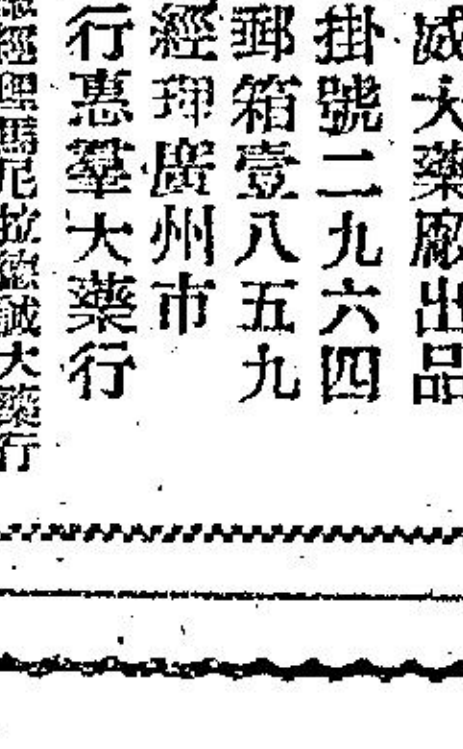 威大藥廠出品
掛號二九六四
郵箱壹八五九
經理廣州市
行惠羣大藥行
經理馬尼拉德誠大藥行